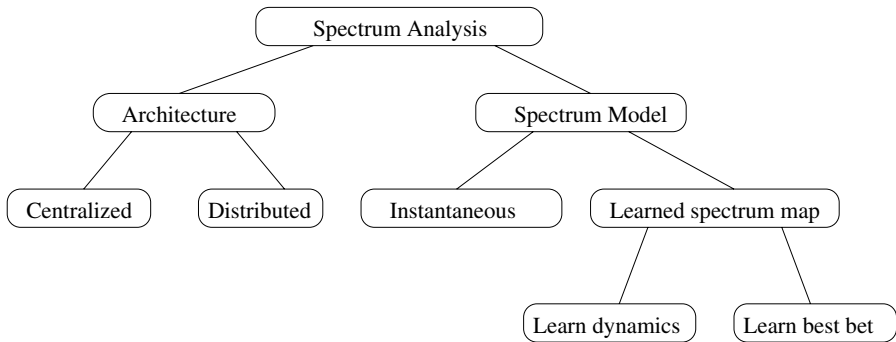 Spectrum Analysis
Architecture
Spectrum Model
Centralized
Distributed
Instantaneous
Learned spectrum map
Learn dynamics
Learn best bet